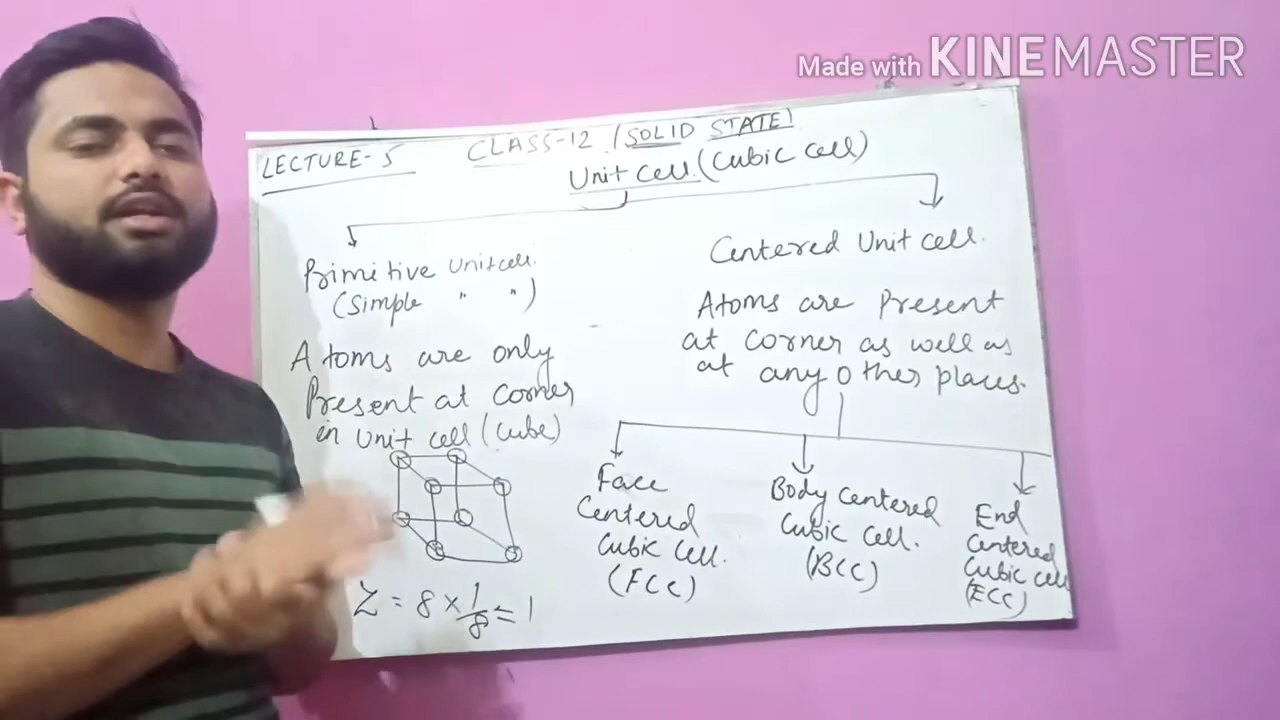 Made with KINEMASTER
LECTURE-5
CLASS-12 (SOLID STATE)
Unit Cell (Cubic Cell)
Primitive Unit cell.
(Simple " ")
Atoms are only
Present at corner
in Unit cell (Cube)
Z = 8 × 1/8 = 1
Centered Unit cell.
Atoms are Present
at corner as well as
at any other places.
Face
Centered
Cubic Cell.
(FCC)
Body Centered
Cubic Cell.
(BCC)
End
Centered
Cubic cell
(ECC)